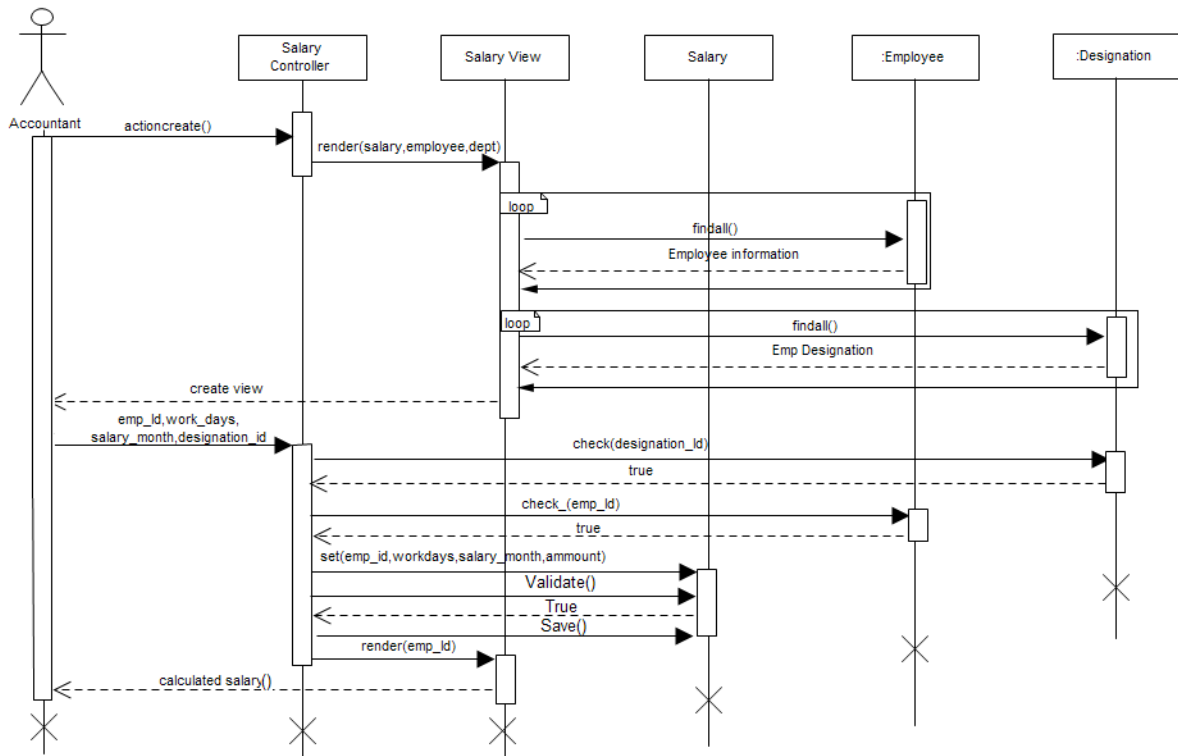 Salary
Controller
Salary View
Salary
:Employee
:Designation
Accountant
actioncreate()
render(salary,employee,dept)
loop
findall()
Employee information
loop
findall()
Emp Designation
create view
emp_Id,work_days,
salary_month,designation_id
check(designation_Id)
true
check_(emp_Id)
true
set(emp_id,workdays,salary_month,ammount)
Validate()
True
Save()
render(emp_Id)
calculated salary()